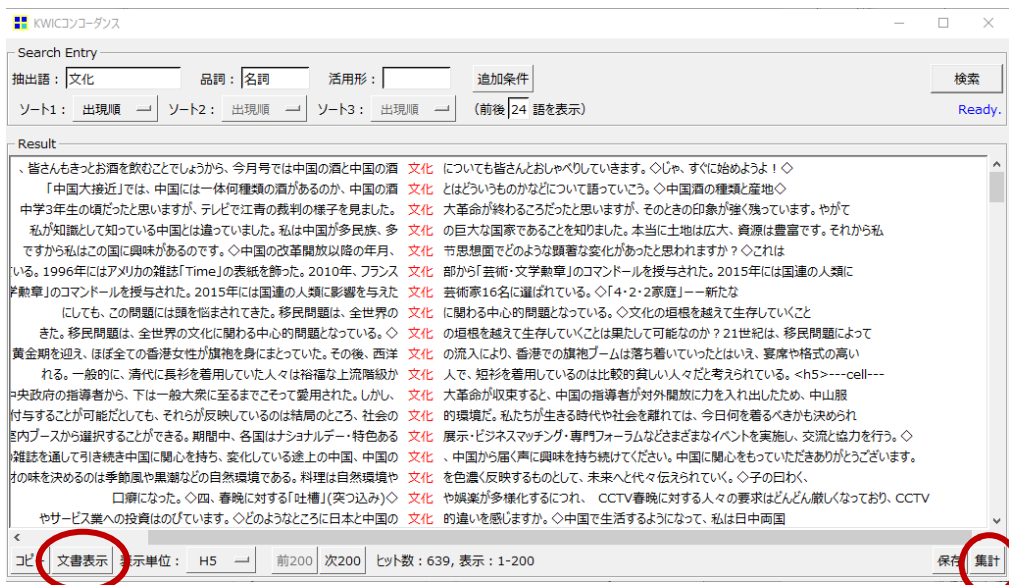 KWICコンコーダンス
Search Entry
抽出語: 文化 品詞: 名詞 活用形: 追加条件 検索
ソート1: 出現順 ソート2: 出現順 ソート3: 出現順 (前後 24 語を表示) Ready.
Result
、皆さんもきっとお酒を飲むことでしょうから、今月号では中国の酒と中国の酒 文化 についても皆さんとおしゃべりしていきます。◇じゃ、すぐに始めようよ！◇
「中国大接近」では、中国には一体何種類の酒があるのか、中国の酒 文化 とはどういうものかなどについて語っていこう。◇中国酒の種類と産地◇
中学3年生の頃だったと思いますが、テレビで江青の裁判の様子を見ました。 文化 大革命が終わるころだったと思いますが、そのときの印象が強く残っています。やがて
私が知識として知っている中国とは違っていました。私は中国が多民族、多 文化 の巨大な国家であることを知りました。本当に土地は広大、資源は豊富です。それから私
ですから私はこの国に興味があるのです。◇中国の改革開放以降の年月、 文化 思想面でどのような顕著な変化があったと思われますか？◇これは
いる。1996年にはアメリカの雑誌「Time」の表紙を飾った。2010年、フランス 文化 部から「芸術・文学勲章」のコマンドールを授与された。2015年には国連の人類に
学勲章」のコマンドールを授与された。2015年には国連の人類に影響を与えた 文化 芸術家16名に選ばれている。◇「4・2・2家庭」ーー新たな
にしても、この問題には頭を悩まされてきた。移民問題は、全世界の 文化 に関わる中心的問題となっている。◇文化の垣根を越えて生存していくこと
きた。移民問題は、全世界の文化に関わる中心的問題となっている。◇ 文化 の垣根を越えて生存していくことは果たして可能なのか？21世紀は、移民問題によって
黄金期を迎え、ほぼ全ての香港女性が旗袍を身にまとっていた。その後、西洋 文化 の流入により、香港での旗袍ブームは落ち着いていったとはいえ、宴席や格式の高い
れる。一般的に、清代に長衫を着用していた人々は裕福な上流階級か 文化 人で、短衫を着用しているのは比較的貧しい人々だと考えられている。<h5>---cell---
中央政府の指導者から、下は一般大衆に至るまでこぞって愛用された。しかし、 文化 大革命が収束すると、中国の指導者が対外開放に力を入れ出したため、中山服
付与することが可能だとしても、それらが反映しているのは結局のところ、社会の 文化 的環境だ。私たちが生きる時代や社会を離れては、今日何を着るべきかも決められ
室内ブースから選択することができる。期間中、各国はナショナルデー・特色ある 文化 展示・ビジネスマッチング・専門フォーラムなどさまざまなイベントを実施し、交流と協力を行う。◇
雑誌を通して引き続き中国に関心を持ち、変化している途上の中国、中国の 文化 、中国から届く声に興味を持ち続けてください。中国に関心をもっていただきありがとうございます。
の味を決めるのは季節風や黒潮などの自然環境である。料理は自然環境や 文化 を色濃く反映するものとして、未来へと代々伝えられていく。◇子の曰わく、
口癖になった。◇四、春晩に対する「吐槽」(突っ込み)◇ 文化 や娯楽が多様化するにつれ、 CCTV春晩に対する人々の要求はどんどん厳しくなっており、CCTV
やサービス業への投資はのびています。◇どのようなところに日本と中国の 文化 的違いを感じますか。◇中国で生活するようになって、私は日中両国
コピー 文書表示 表示単位: H5 前200 次200 ヒット数: 639, 表示: 1-200 保存 集計